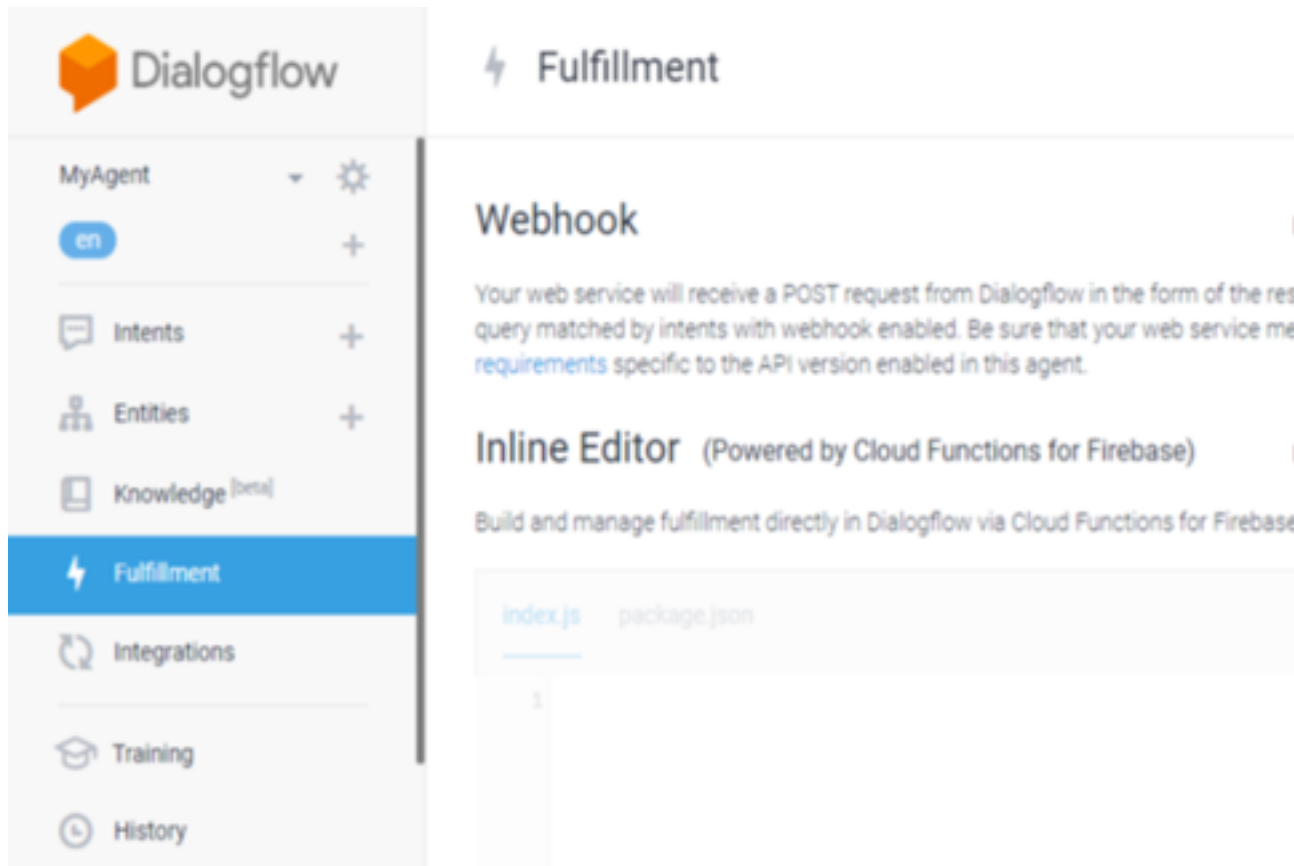 Dialogflow
Fulfillment
MyAgent
en
Intents
Entities
Knowledge [beta]
Fulfillment
Integrations
Training
History
Webhook
Your web service will receive a POST request from Dialogflow in the form of the res
query matched by intents with webhook enabled. Be sure that your web service me
requirements specific to the API version enabled in this agent.
Inline Editor (Powered by Cloud Functions for Firebase)
Build and manage fulfillment directly in Dialogflow via Cloud Functions for Firebase
index.js package.json
1